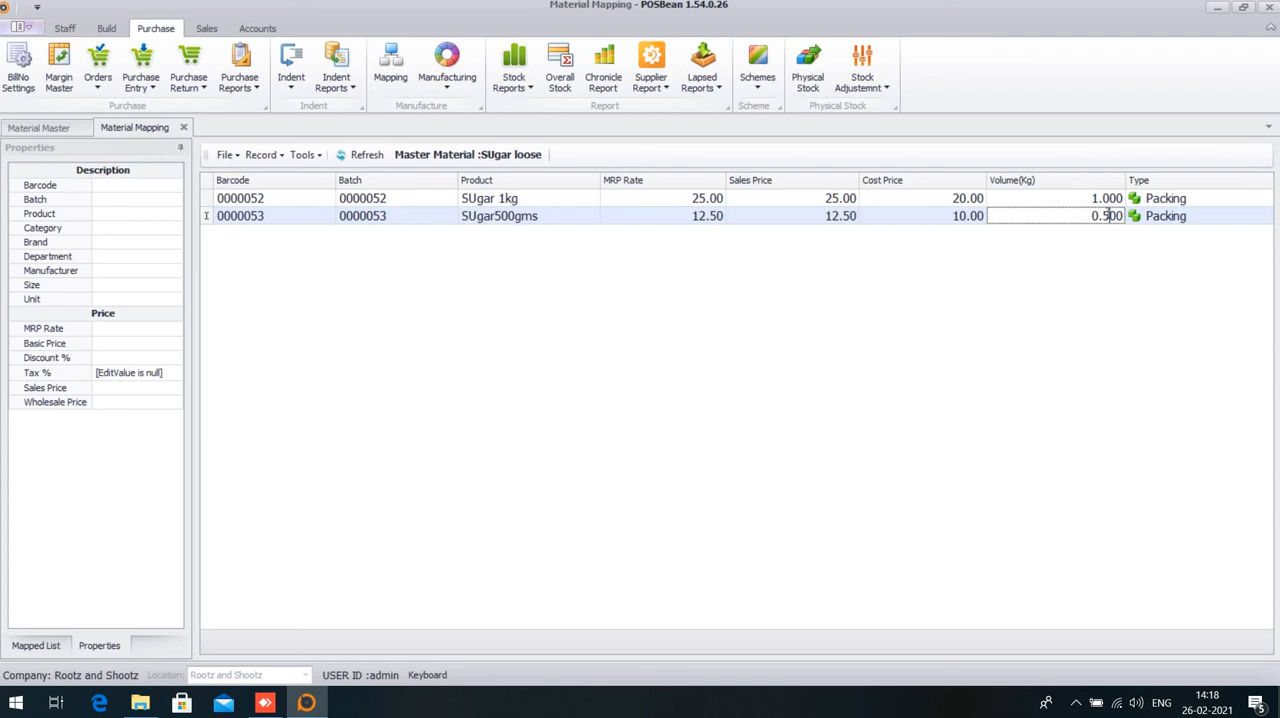 Material Mapping - POSBean 1.54.0.26
Staff Build Purchase Sales Accounts
BillNo Settings
Margin Master
Orders
Purchase Entry
Purchase Return
Purchase Reports
Indent
Indent Reports
Mapping
Manufacturing
Stock Reports
Overall Stock
Chronide Report
Supplier Report
Lapsed Reports
Schemes
Physical Stock
Stock Adjustemnt
Purchase Indent Manufacture Report Scheme Physical Stock
Material Master Material Mapping
Properties
File Record Tools Refresh Master Material :SUgar loose
Description
Barcode
Batch
Product
Category
Brand
Department
Manufacturer
Size
Unit
Price
MRP Rate
Basic Price
Discount %
Tax % [EditValue is null]
Sales Price
Wholesale Price
Barcode Batch Product MRP Rate Sales Price Cost Price Volume(Kg) Type
0000052 0000052 SUgar 1kg 25.00 25.00 20.00 1.000 Packing
0000053 0000053 SUgar500gms 12.50 12.50 10.00 0.500 Packing
Mapped List Properties
Company: Rootz and Shootz Location: Rootz and Shootz USER ID :admin Keyboard
ENG
14:18
26-02-2021
5